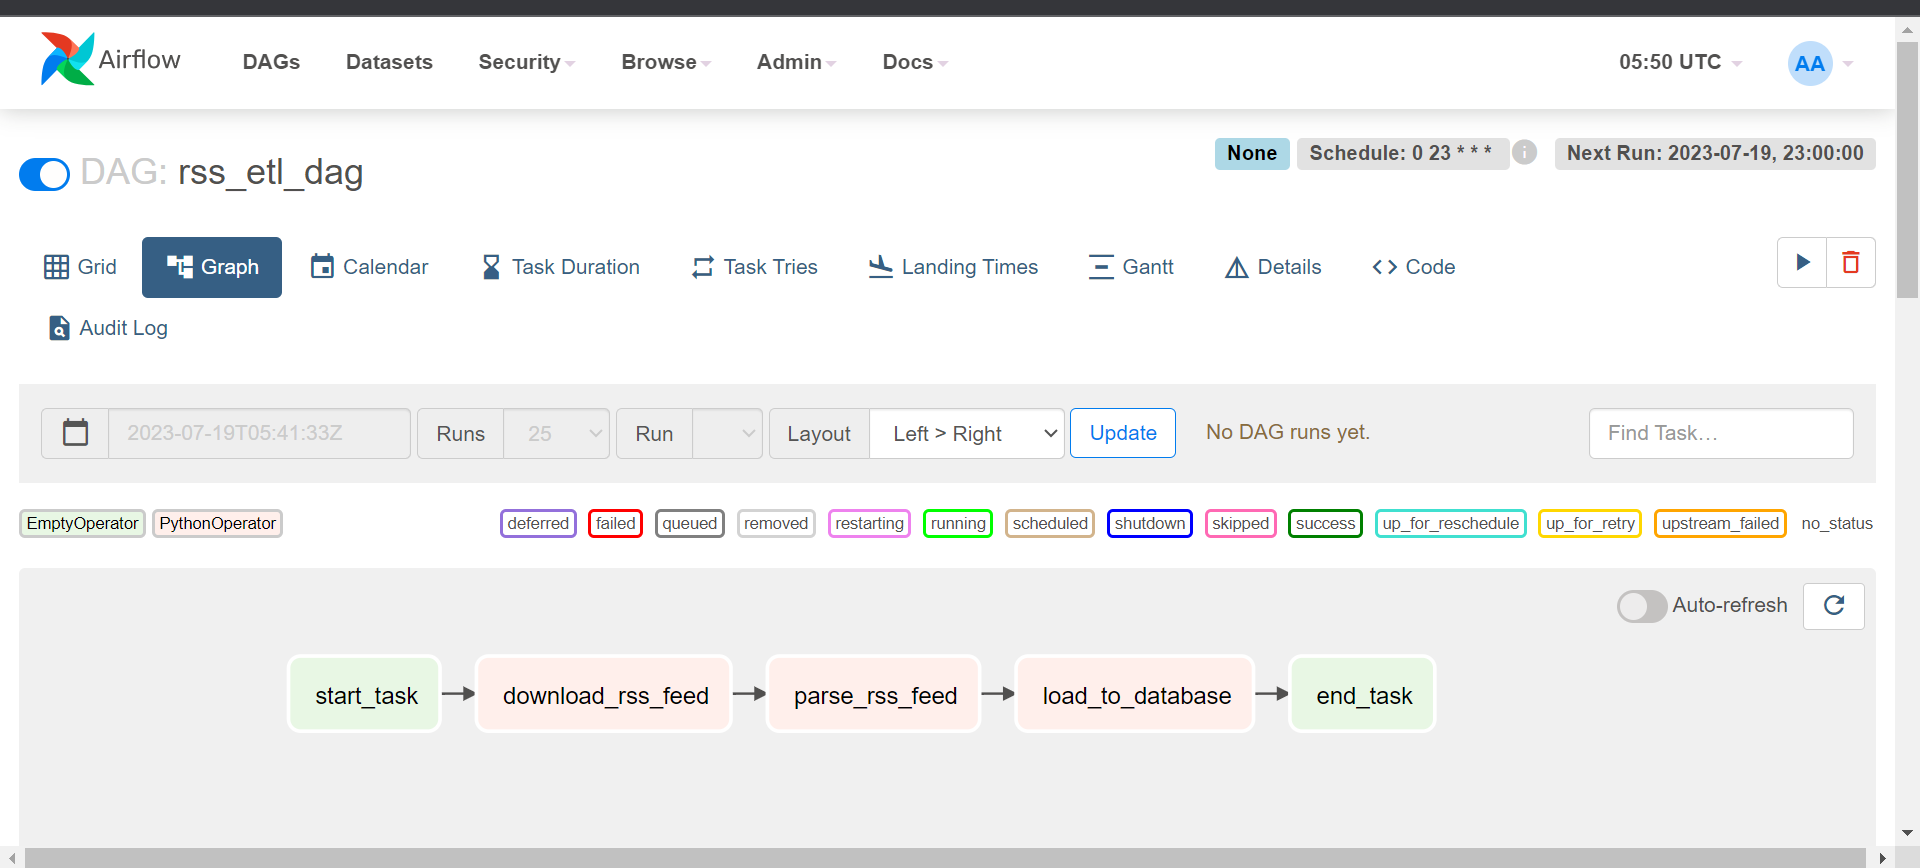 Airflow DAGs Datasets Security Browse Admin Docs 05:50 UTC AA
None Schedule: 0 23 * * * i Next Run: 2023-07-19, 23:00:00
DAG: rss_etl_dag
Grid Graph Calendar Task Duration Task Tries Landing Times Gantt Details Code
Audit Log
2023-07-19T05:41:33Z Runs 25 Run Layout Left > Right Update No DAG runs yet. Find Task…
EmptyOperator PythonOperator deferred failed queued removed restarting running scheduled shutdown skipped success up_for_reschedule up_for_retry upstream_failed no_status
Auto-refresh
start_task download_rss_feed parse_rss_feed load_to_database end_task